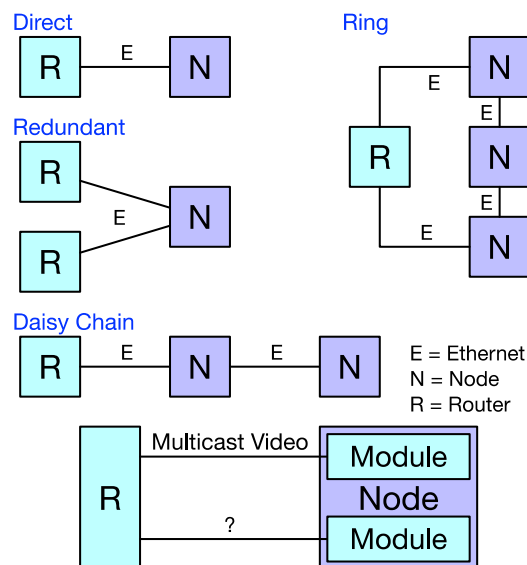 Direct
R E N
Redundant
R
E N
R
Ring
N
E
E
R N
E
E
N
Daisy Chain
R E N E N
E = Ethernet
N = Node
R = Router
Multicast Video
Module
R Node
?
Module